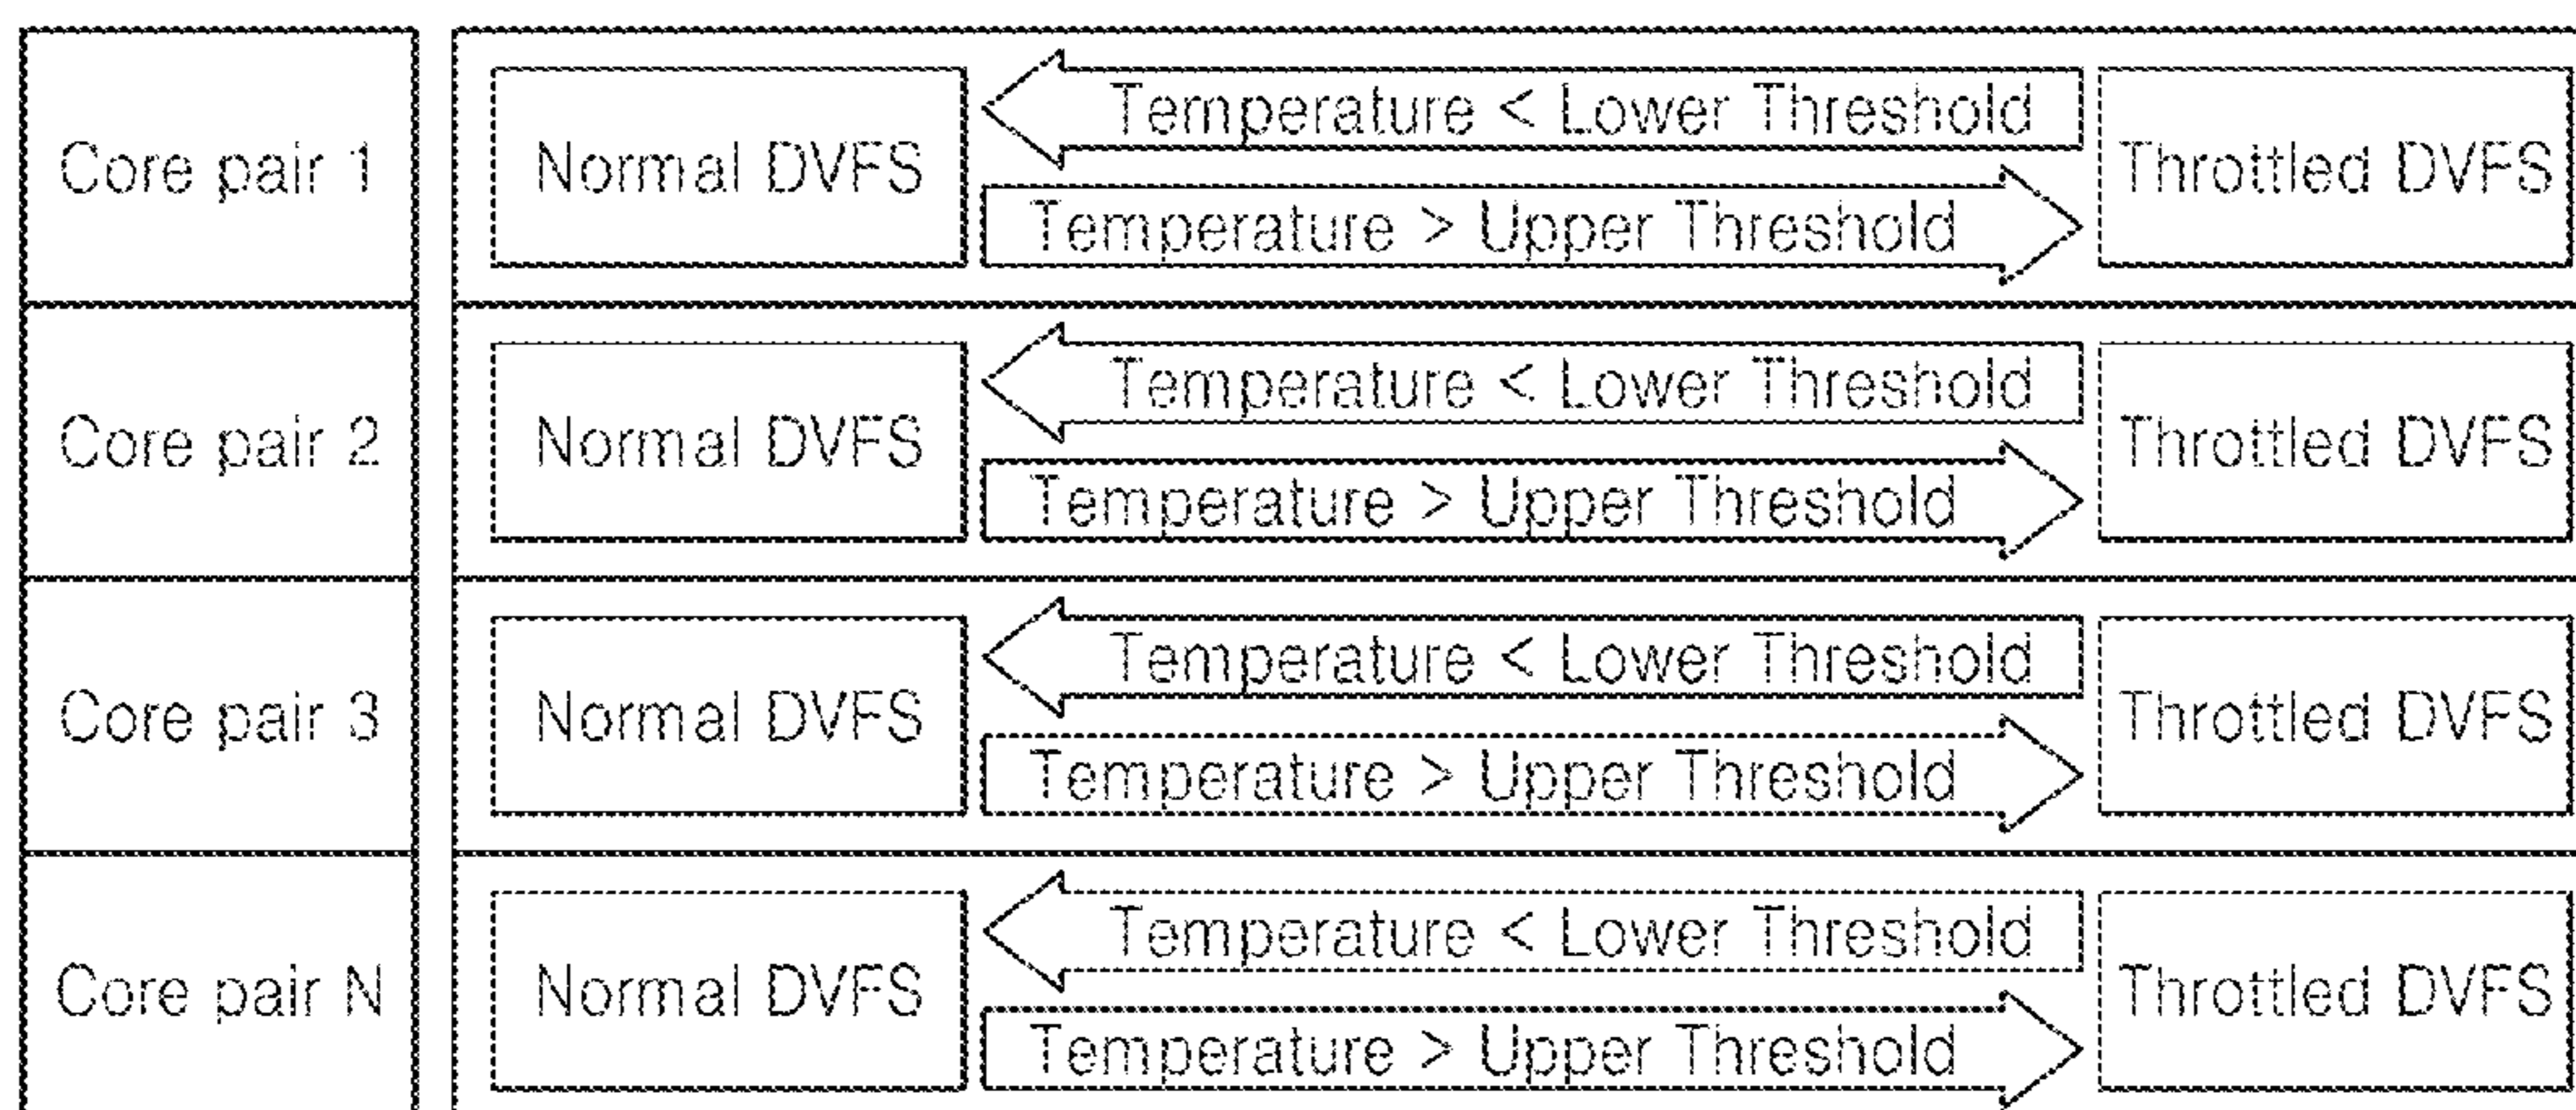 Core pair 1
Normal DVFS
Temperature < Lower Threshold
Temperature > Upper Threshold
Throttled DVFS
Core pair 2
Normal DVFS
Temperature < Lower Threshold
Temperature > Upper Threshold
Throttled DVFS
Core pair 3
Normal DVFS
Temperature < Lower Threshold
Temperature > Upper Threshold
Throttled DVFS
Core pair N
Normal DVFS
Temperature < Lower Threshold
Temperature > Upper Threshold
Throttled DVFS